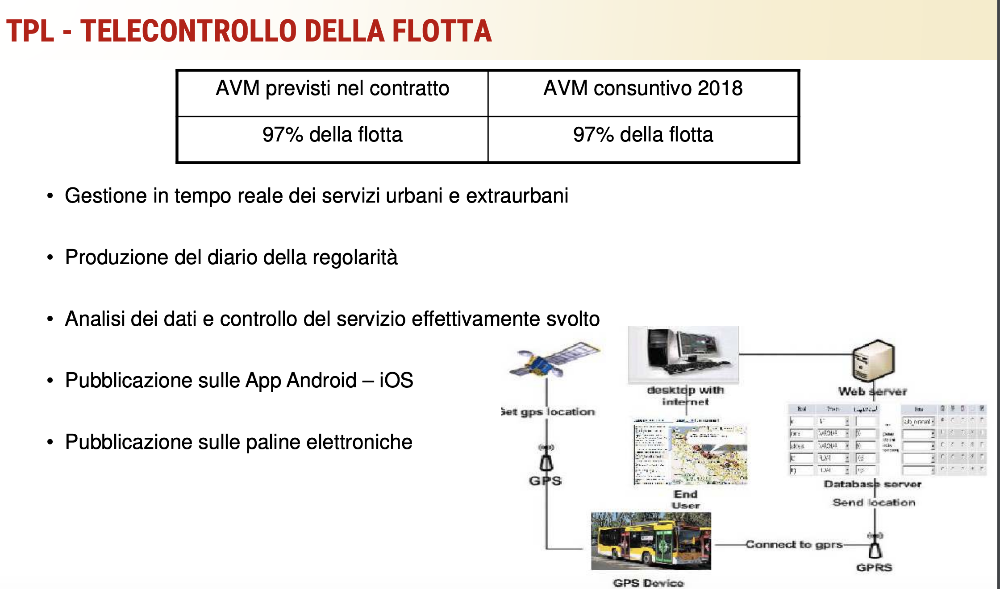 TPL - TELECONTROLLO DELLA FLOTTA
AVM previsti nel contratto
AVM consuntivo 2018
97% della flotta
97% della flotta
• Gestione in tempo reale dei servizi urbani e extraurbani
• Produzione del diario della regolarità
• Analisi dei dati e controllo del servizio effettivamente svolto
• Pubblicazione sulle App Android – iOS
• Pubblicazione sulle paline elettroniche
desktop with
internet
Web server
gps location
GPS
VARCHAR
VARCHAR
FLOAT
Database server
End
User
Send location
Connect to gprs
GPRS
GPS Device